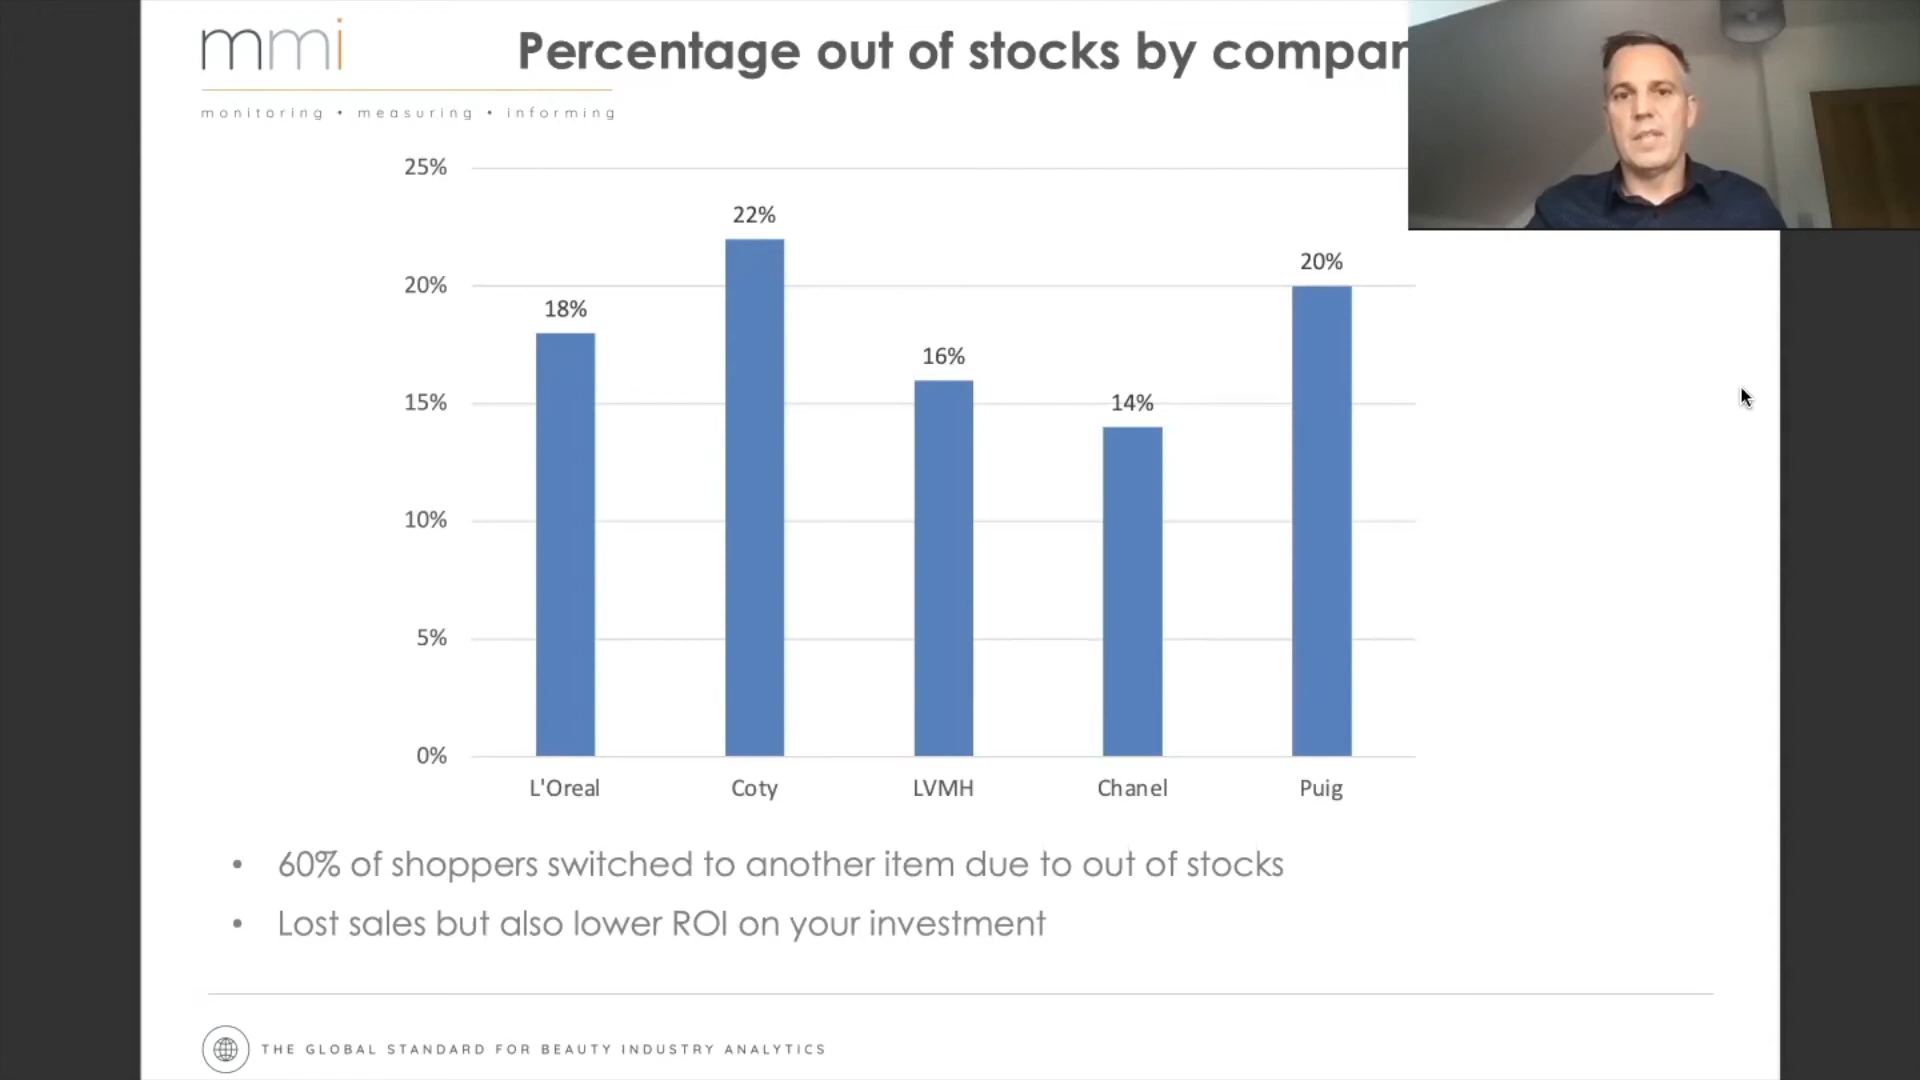 mmi
Percentage out of stocks by compan
monitoring • measuring • informing
25%
20%
15%
10%
5%
0%
18%
22%
16%
14%
20%
L'Oreal
Coty
LVMH
Chanel
Puig
• 60% of shoppers switched to another item due to out of stocks
• Lost sales but also lower ROI on your investment
THE GLOBAL STANDARD FOR BEAUTY INDUSTRY ANALYTICS